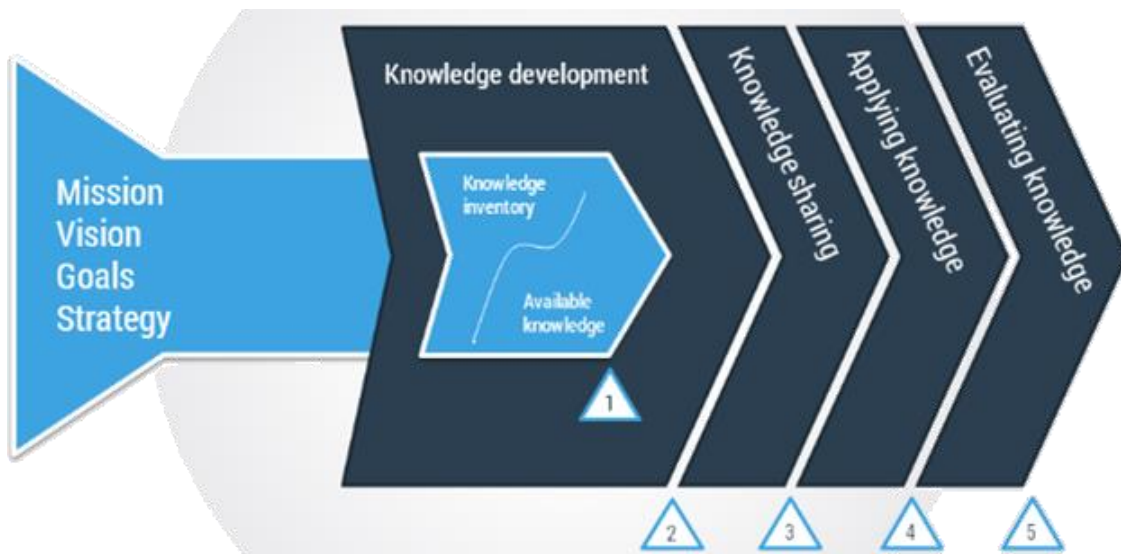 Mission
Vision
Goals
Strategy
Knowledge development
Knowledge
inventory
Available
knowledge
1
Knowledge sharing
Applying knowledge
Evaluating knowledge
2
3
4
5